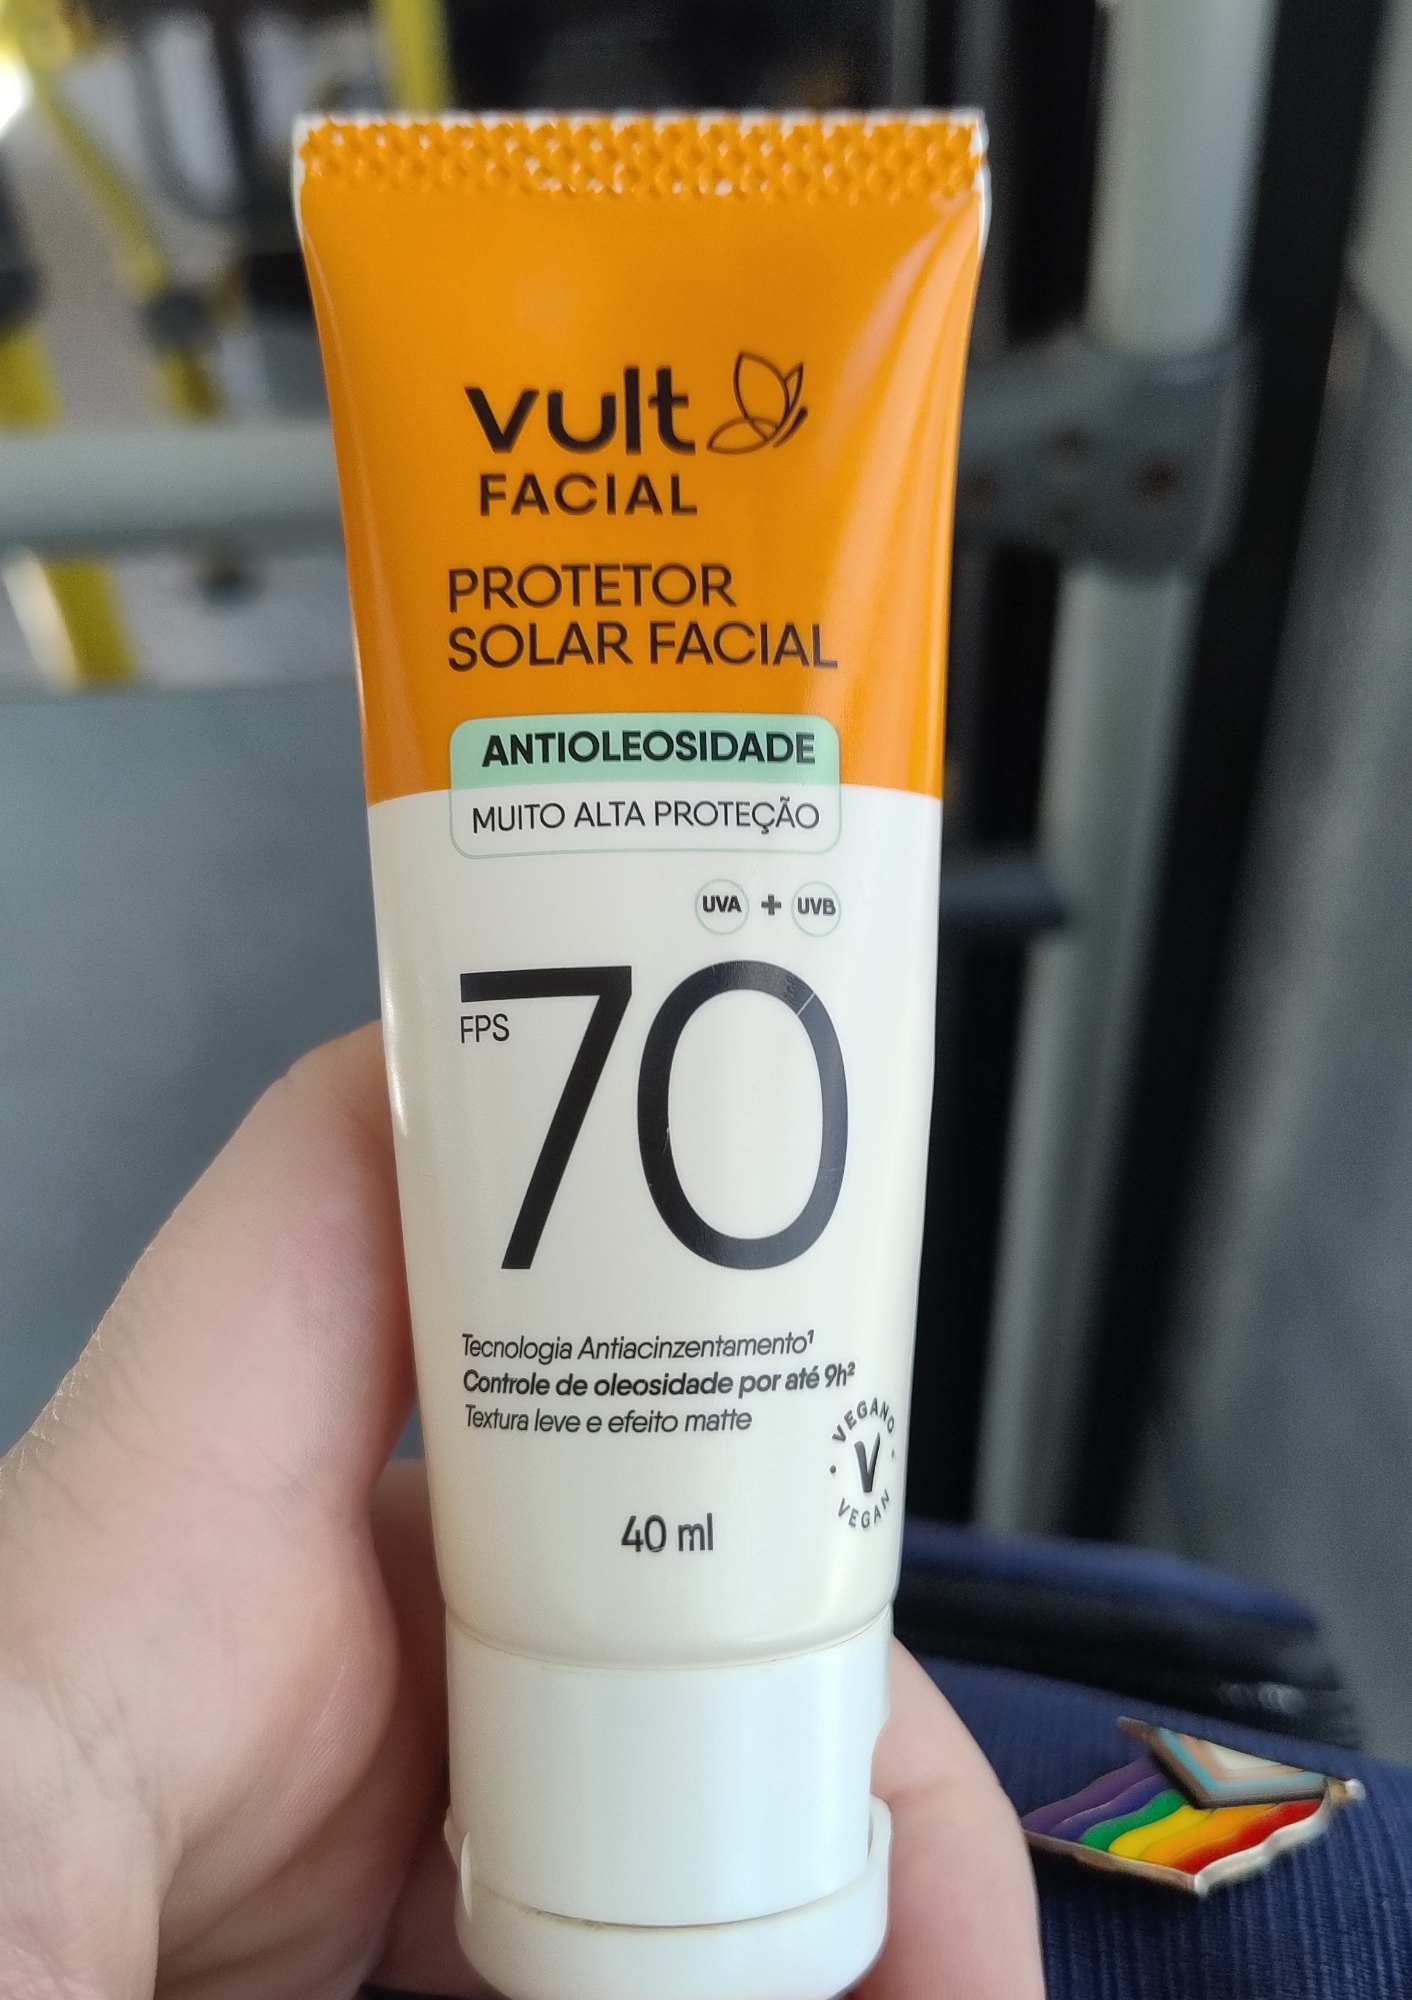 vult
FACIAL
PROTETOR
SOLAR FACIAL
ANTIOLEOSIDADE
MUITO ALTA PROTEÇÃO
UVA + UVB
FPS 70
Tecnologia Antiacinzentamento¹
Controle de oleosidade por até 9h²
Textura leve e efeito matte
VEGANO
V
VEGAN
40 ml